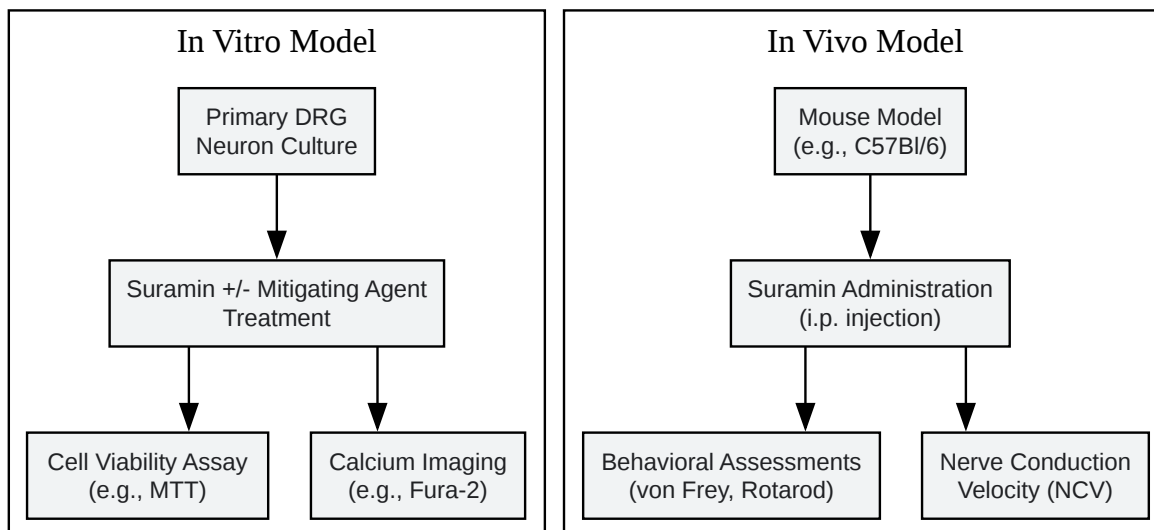 In Vitro Model
Primary DRG
Neuron Culture
Suramin +/- Mitigating Agent
Treatment
Cell Viability Assay
(e.g., MTT)
Calcium Imaging
(e.g., Fura-2)
In Vivo Model
Mouse Model
(e.g., C57Bl/6)
Suramin Administration
(i.p. injection)
Behavioral Assessments
(von Frey, Rotarod)
Nerve Conduction
Velocity (NCV)